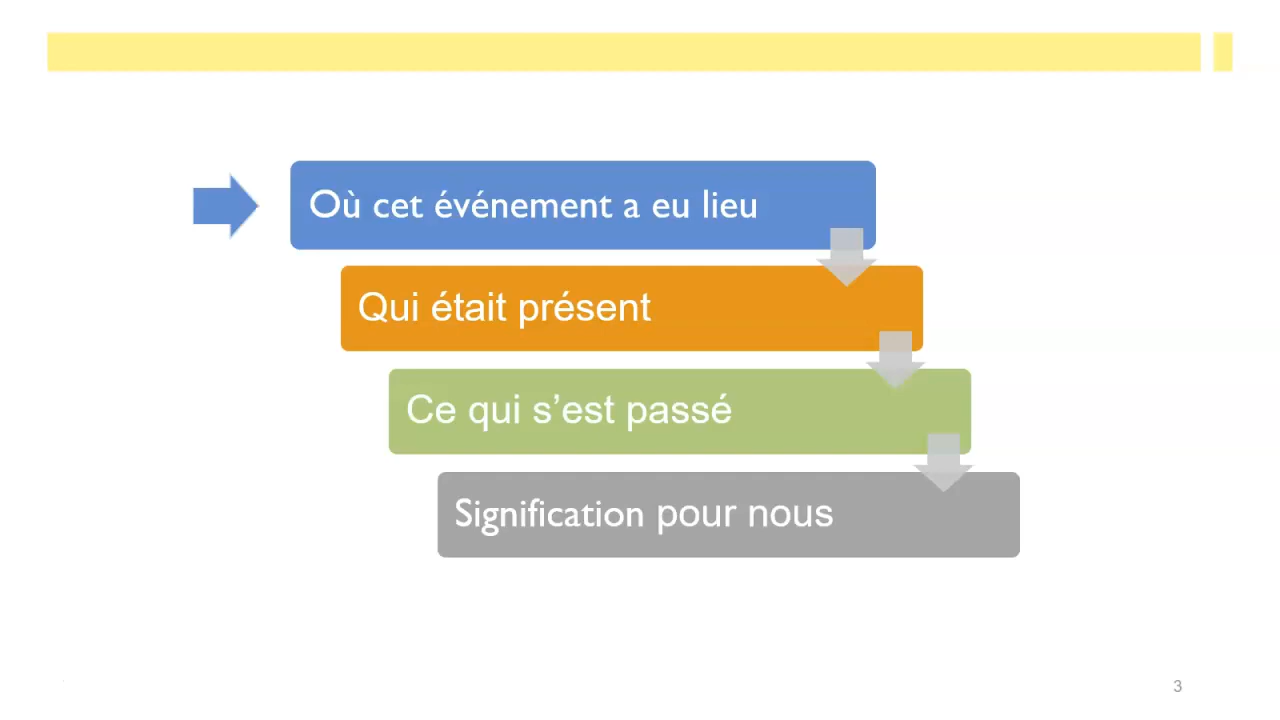 Où cet événement a eu lieu
Qui était présent
Ce qui s’est passé
Signification pour nous
3